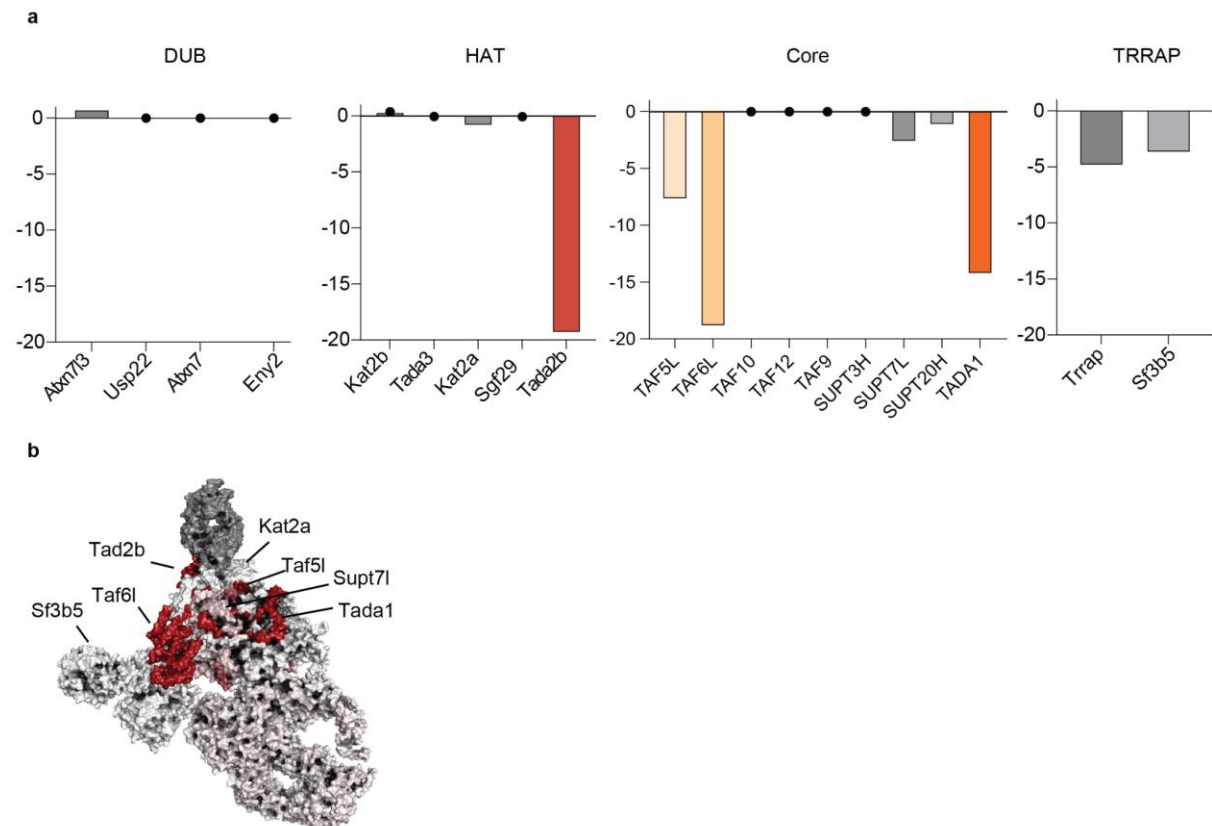 a
DUB
HAT
Core
TRRAP
0
-5
-10
-15
-20
Atxn7l3
Usp22
Atxn7
Eny2
0
-5
-10
-15
-20
Kat2b
Tada3
Kat2a
Sgf29
Tada2b
0
-5
-10
-15
-20
TAF5L
TAF6L
TAF10
TAF12
TAF9
SUPT3H
SUPT7L
SUPT20H
TADA1
0
-5
-10
-15
-20
Trrap
Sf3b5
b
Kat2a
Tad2b
Taf5l
Taf6l
Supt7l
Sf3b5
Tada1